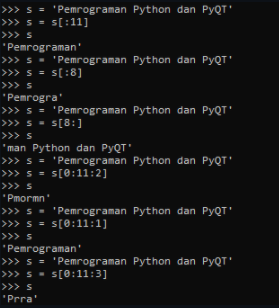 >>> s = 'Pemrograman Python dan PyQT'
>>> s = s[:11]
>>> s
'Pemrograman'
>>> s = 'Pemrograman Python dan PyQT'
>>> s = s[:8]
>>> s
'Pemrogra'
>>> s = 'Pemrograman Python dan PyQT'
>>> s = s[8:]
>>> s
'man Python dan PyQT'
>>> s = 'Pemrograman Python dan PyQT'
>>> s = s[0:11:2]
>>> s
'Pmormn'
>>> s = 'Pemrograman Python dan PyQT'
>>> s = s[0:11:1]
>>> s
'Pemrograman'
>>> s = 'Pemrograman Python dan PyQT'
>>> s = s[0:11:3]
>>> s
'Prra'